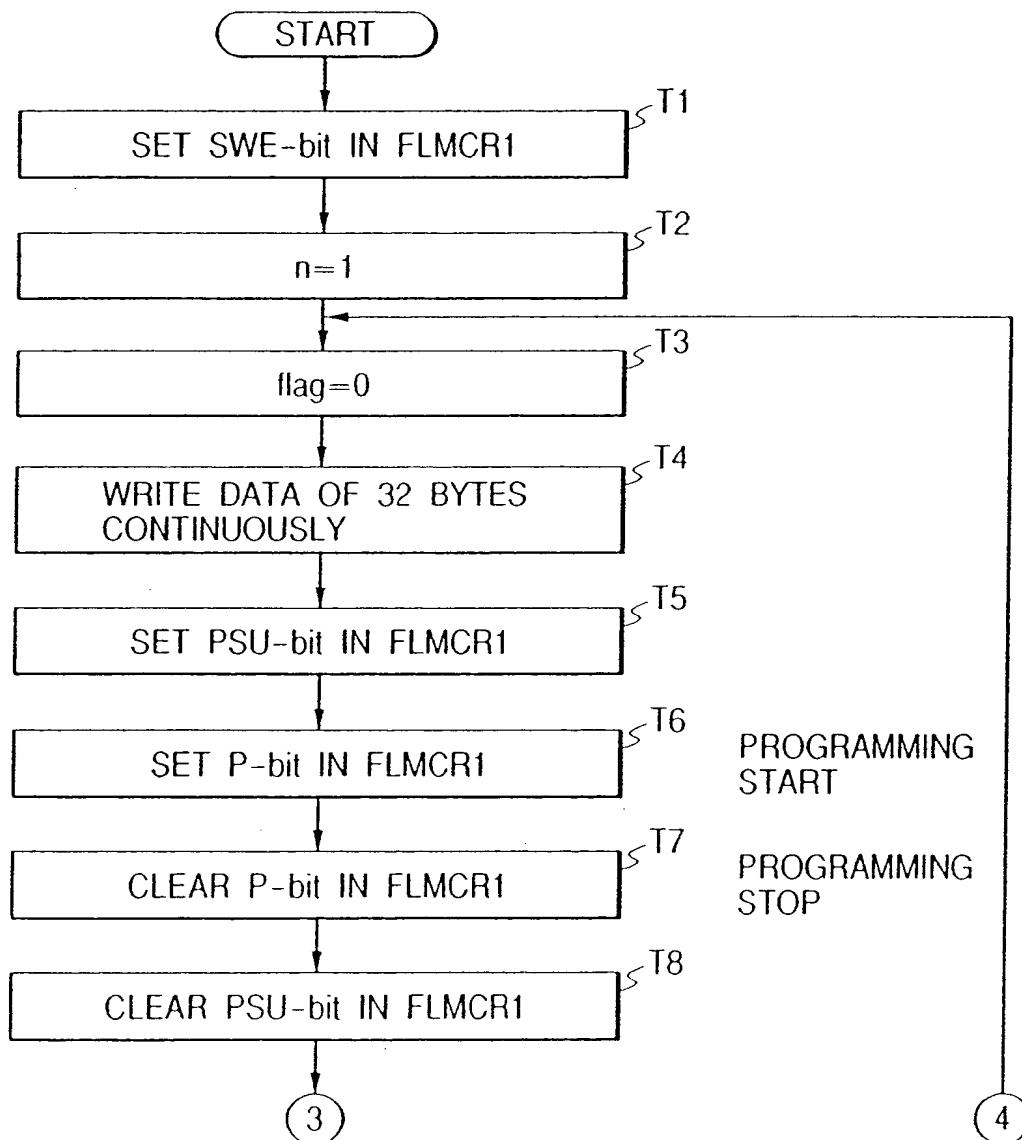 START
T1
SET SWE-bit IN FLMCR1
T2
n=1
T3
flag=0
T4
WRITE DATA OF 32 BYTES
CONTINUOUSLY
T5
SET PSU-bit IN FLMCR1
T6
SET P-bit IN FLMCR1
PROGRAMMING
START
T7
CLEAR P-bit IN FLMCR1
PROGRAMMING
STOP
T8
CLEAR PSU-bit IN FLMCR1
3
4